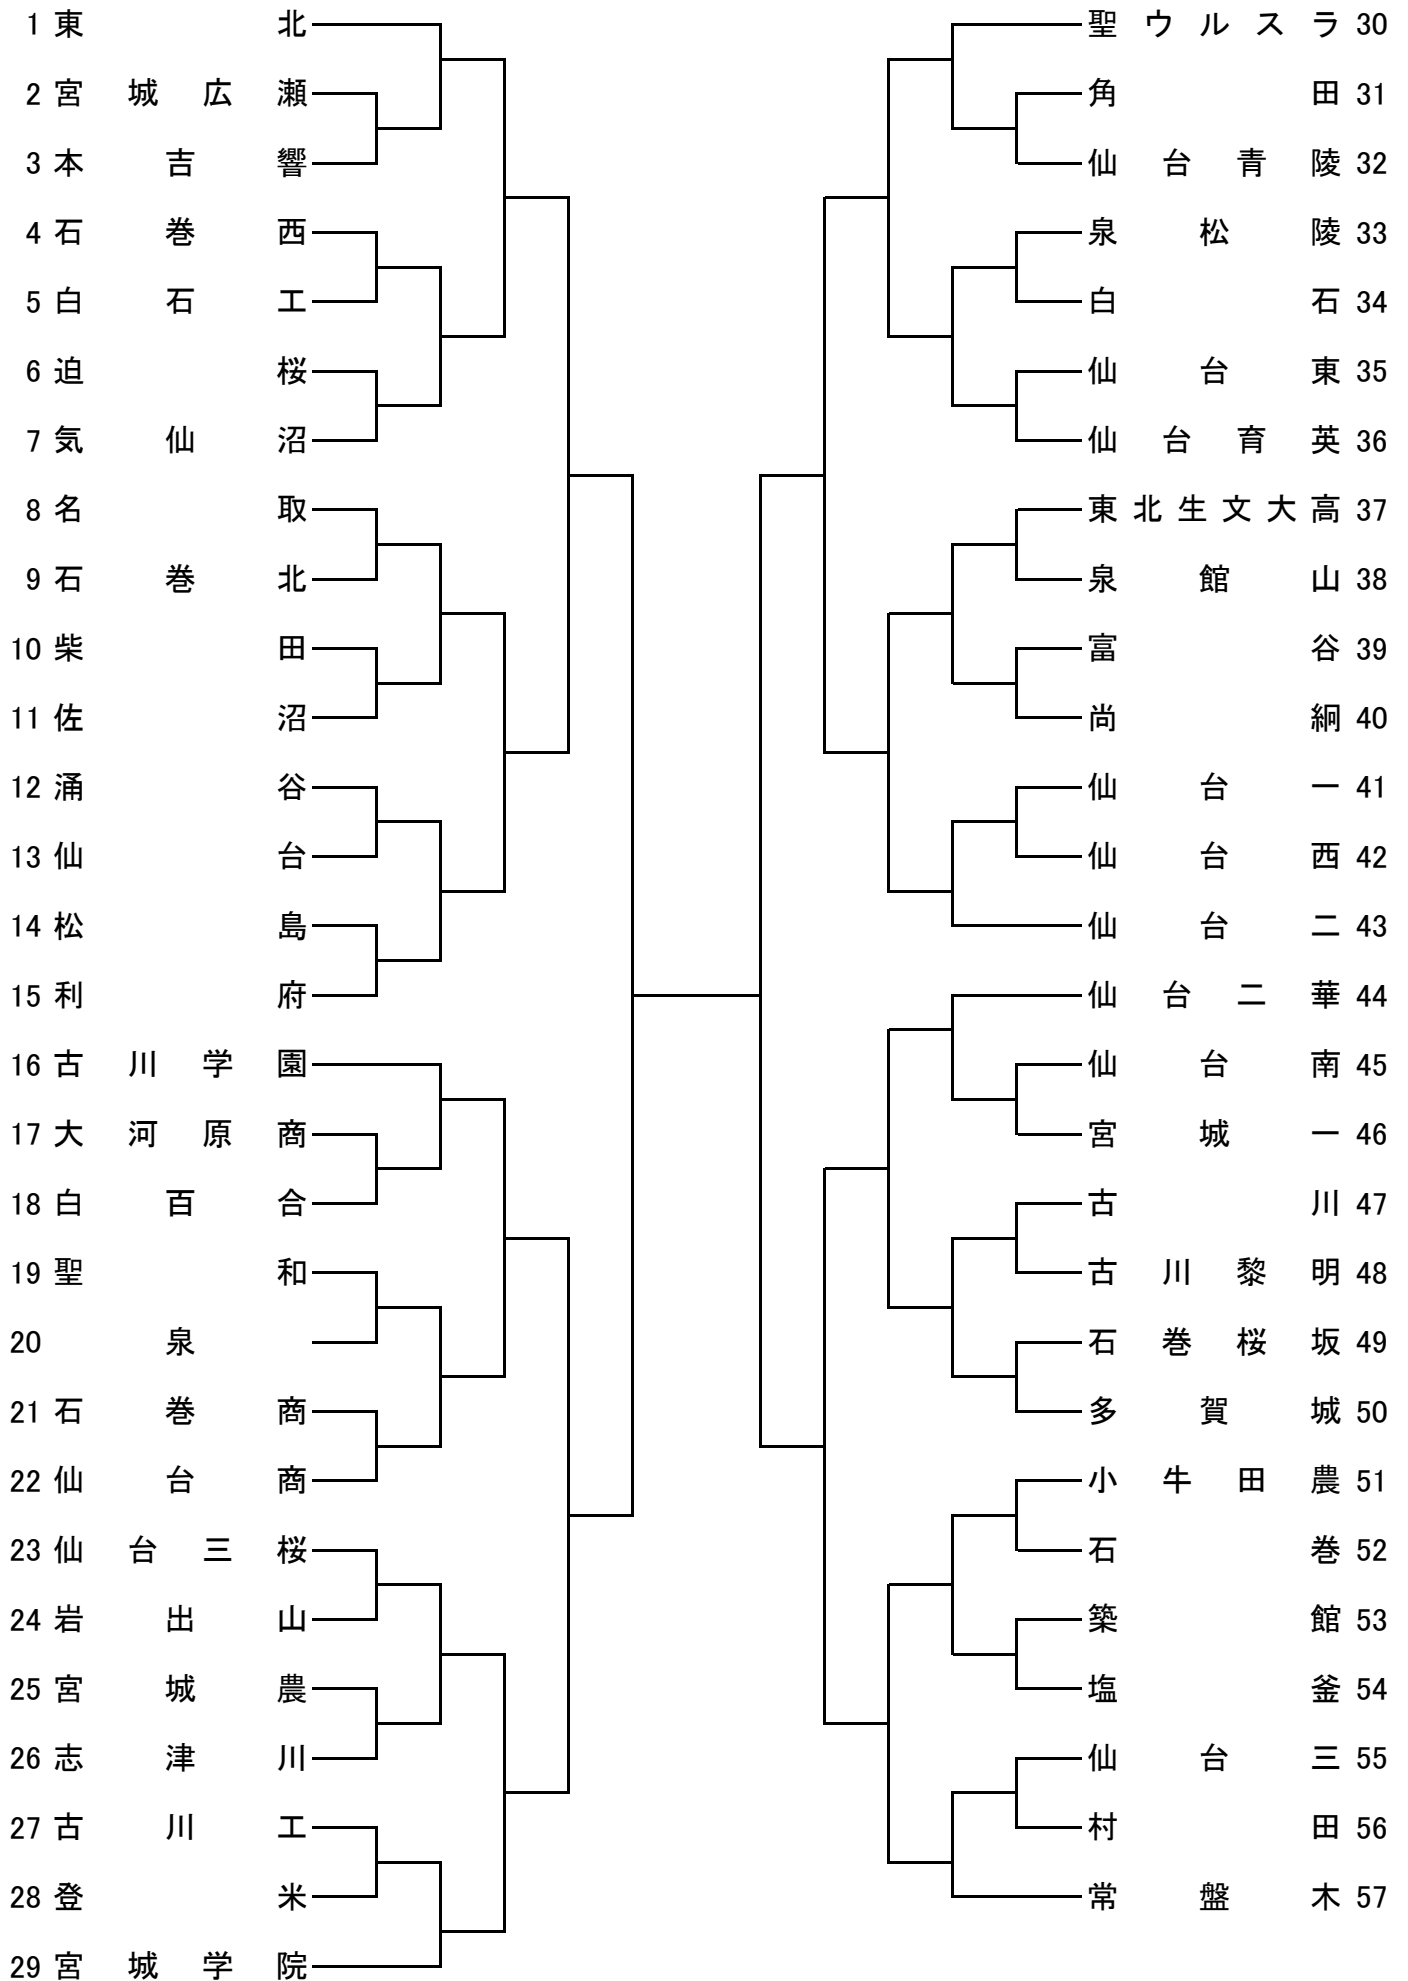 1 東北
2 宮城広瀬
3 本吉響
4 石巻西
5 白石工
6 迫桜
7 気仙沼
8 名取
9 石巻北
10 柴田
11 佐沼
12 涌谷
13 仙台
14 松島
15 利府
16 古川学園
17 大河原商
18 白百合
19 聖和
20 泉
21 石巻商
22 仙台商
23 仙台三桜
24 岩出山
25 宮城農
26 志津川
27 古川工
28 登米
29 宮城学院
聖ウルスラ 30
角田 31
仙台青陵 32
泉松陵 33
白石 34
仙台東 35
仙台育英 36
東北生文大高 37
泉館山 38
富谷 39
尚絅 40
仙台一 41
仙台西 42
仙台二 43
仙台二華 44
仙台南 45
宮城一 46
古川 47
古川黎明 48
石巻桜坂 49
多賀城 50
小牛田農 51
石巻 52
築館 53
塩釜 54
仙台三 55
村田 56
常盤木 57